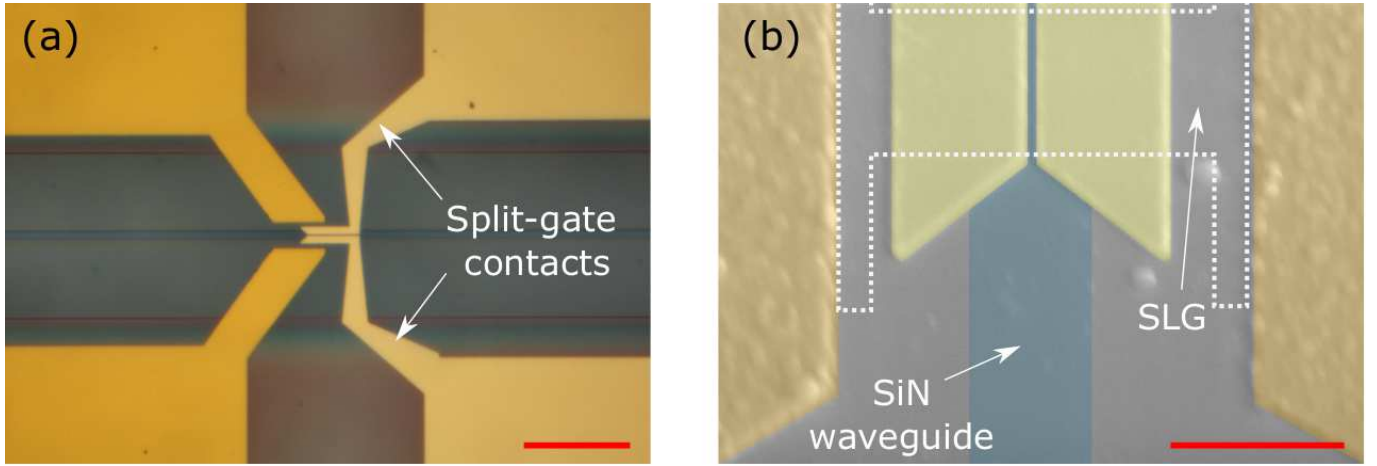 (a)
Split-gate
contacts
(b)
SLG
SiN
waveguide